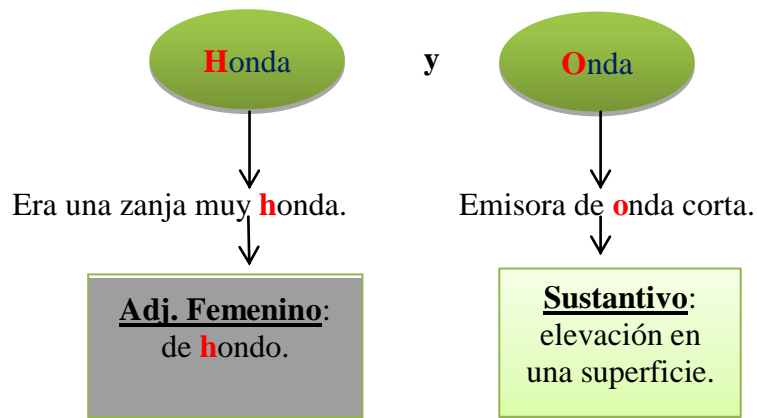 Honda y Onda
Era una zanja muy honda. Emisora de onda corta.
Adj. Femenino:
de hondo.
Sustantivo:
elevación en
una superficie.